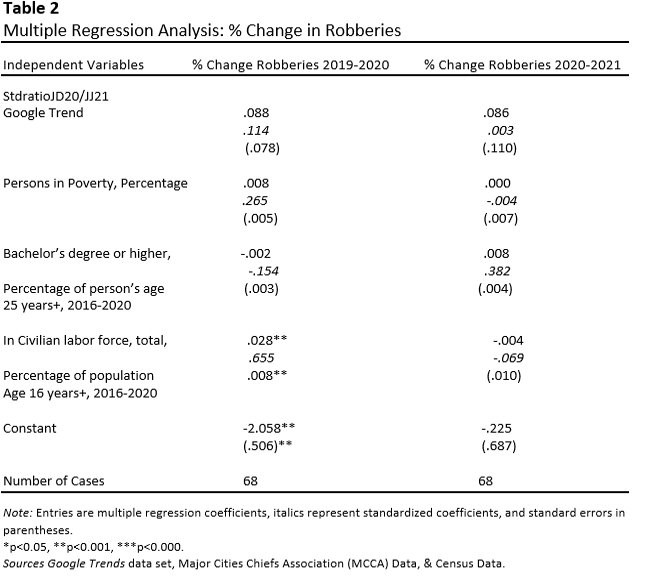 Table 2
Multiple Regression Analysis: % Change in Robberies
Independent Variables % Change Robberies 2019-2020 % Change Robberies 2020-2021
StdratioJD20/JJ21
Google Trend .088 .086
.114 .003
(.078) (.110)
Persons in Poverty, Percentage .008 .000
.265 -.004
(.005) (.007)
Bachelor’s degree or higher, -.002 .008
-.154 .382
Percentage of person’s age (.003) (.004)
25 years+, 2016-2020
In Civilian labor force, total, .028** -.004
.655 -.069
Percentage of population .008** (.010)
Age 16 years+, 2016-2020
Constant -2.058** -.225
(.506)** (.687)
Number of Cases 68 68
Note: Entries are multiple regression coefficients, italics represent standardized coefficients, and standard errors in
parentheses.
*p<0.05, **p<0.001, ***p<0.000.
Sources Google Trends data set, Major Cities Chiefs Association (MCCA) Data, & Census Data.